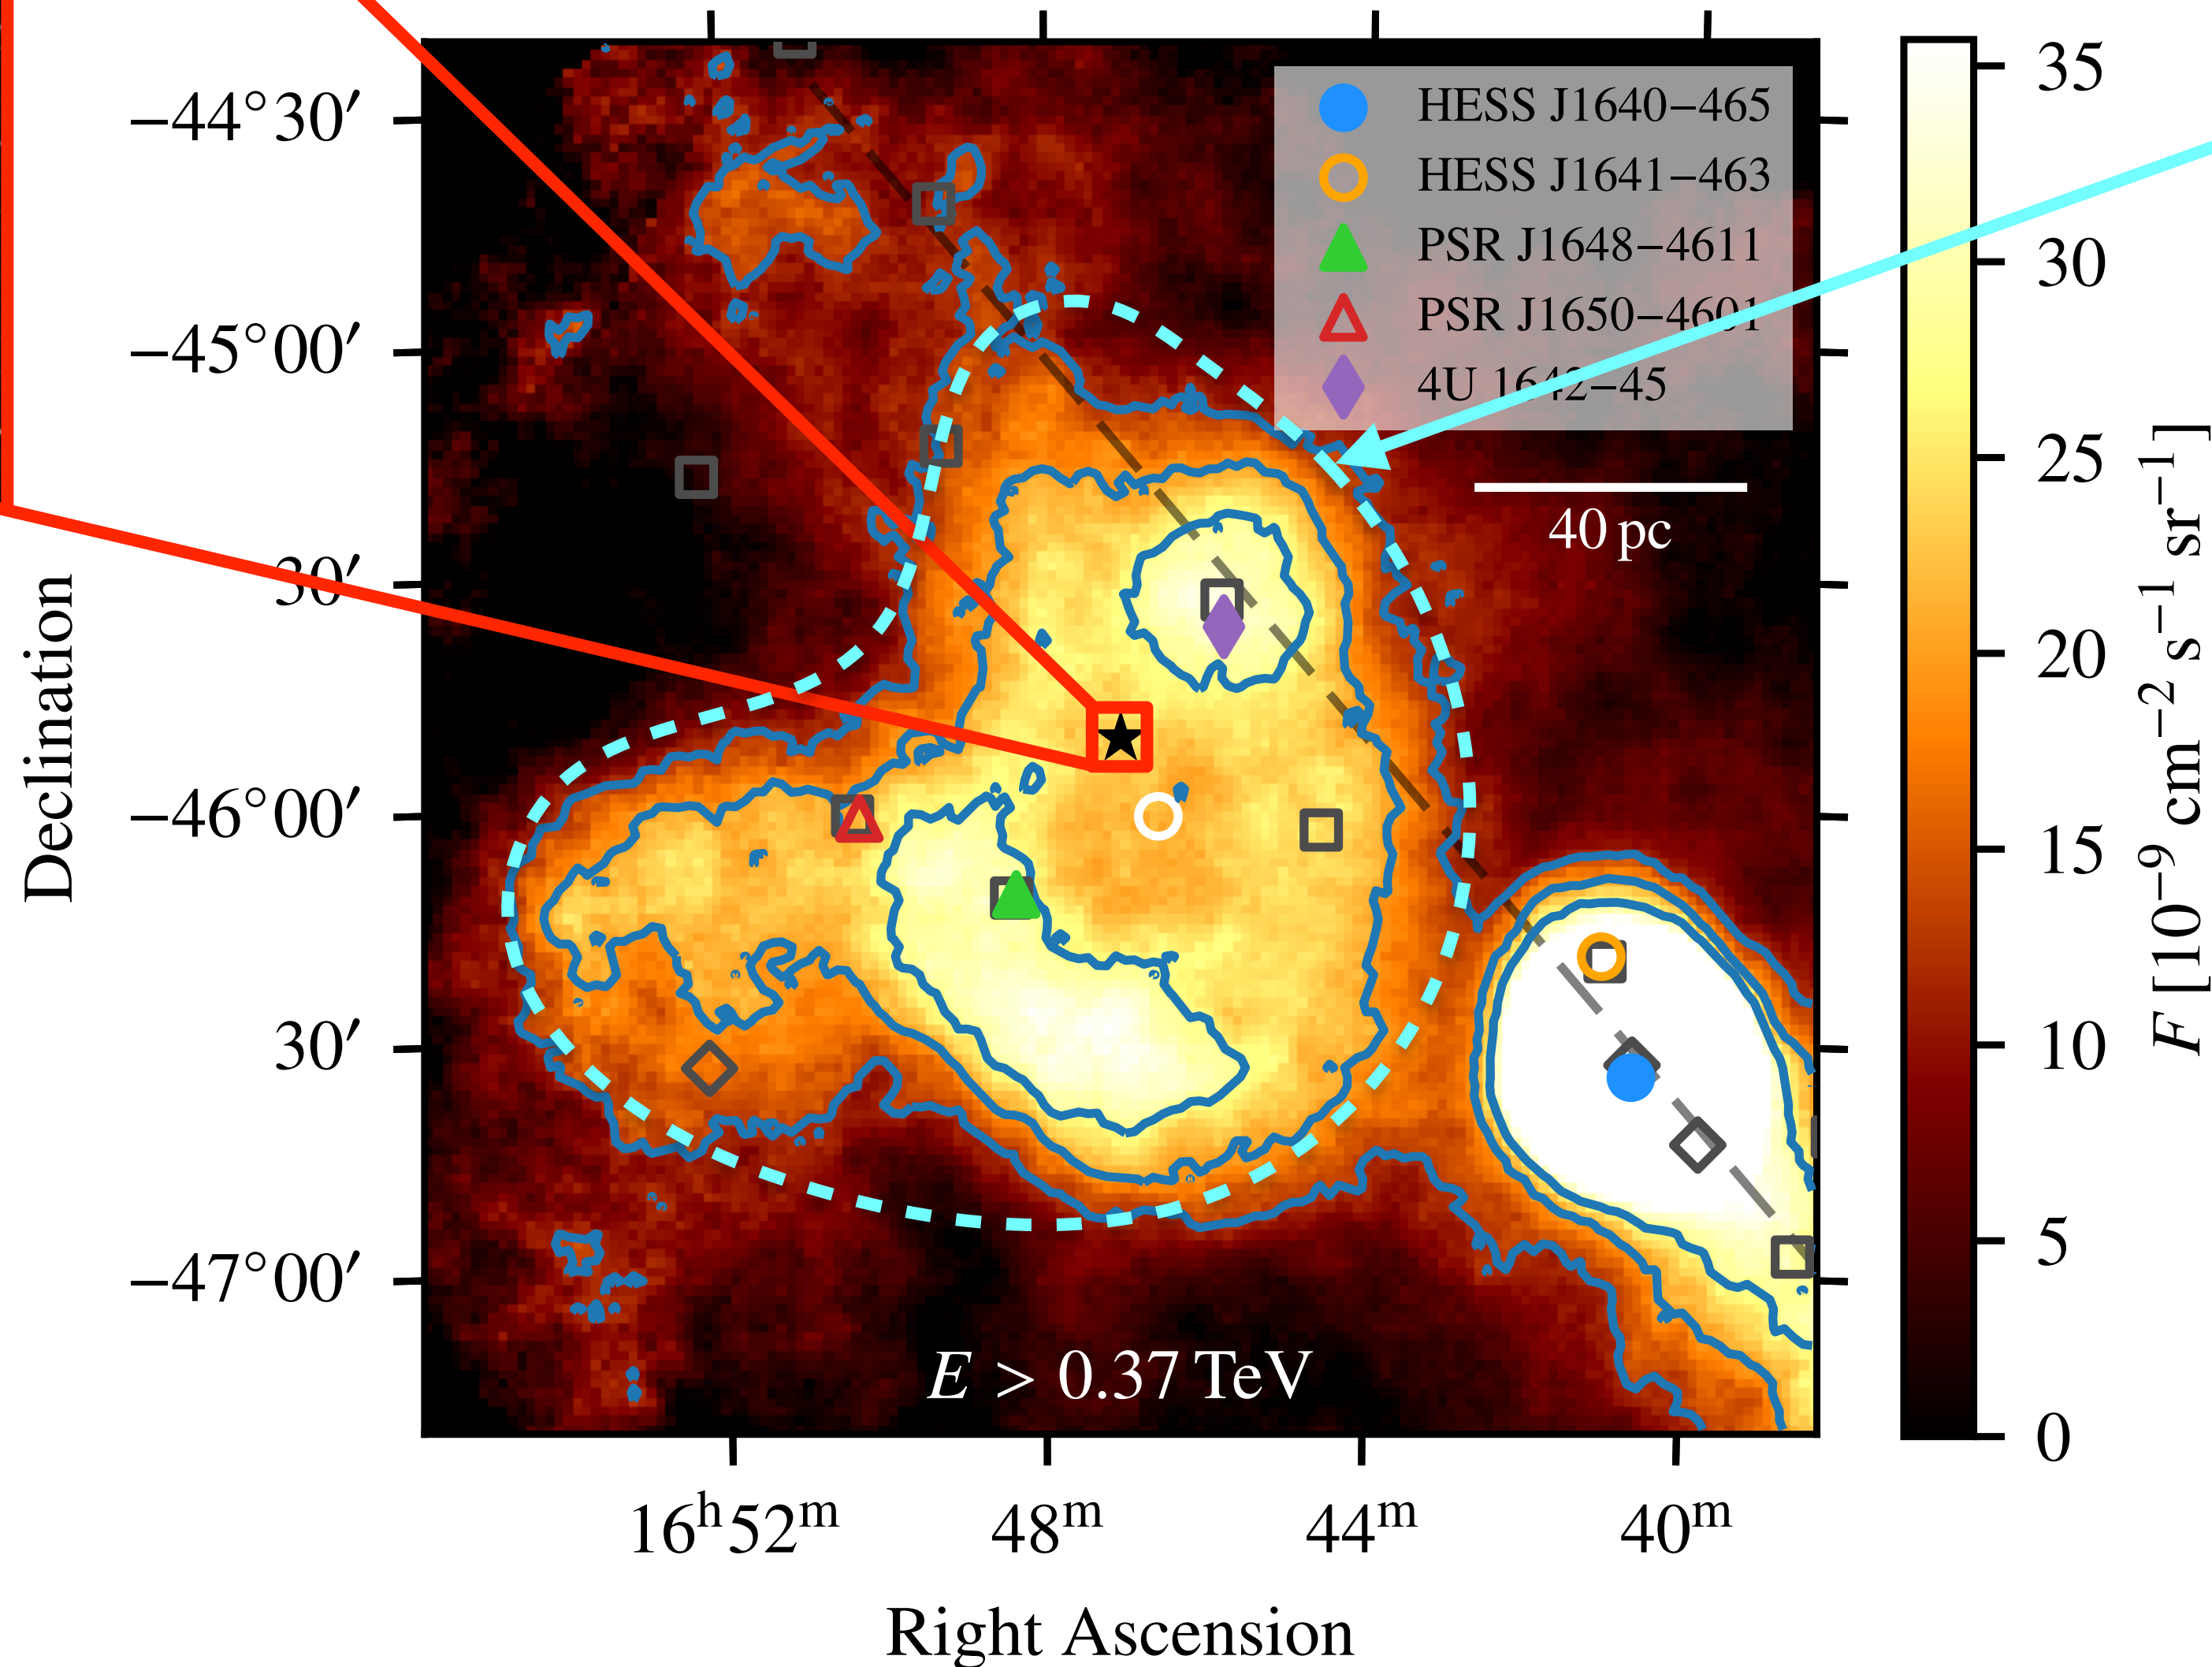 HESS J1640−465
HESS J1641−463
PSR J1648−4611
PSR J1650−4601
4U 1642−45
40 pc
E > 0.37 TeV
−44°30′
−45°00′
30′
−46°00′
30′
−47°00′
Declination
16ʰ52ᵐ
48ᵐ
44ᵐ
40ᵐ
Right Ascension
35
30
25
20
15
10
5
0
F [10⁻⁹ cm⁻² s⁻¹ sr⁻¹]